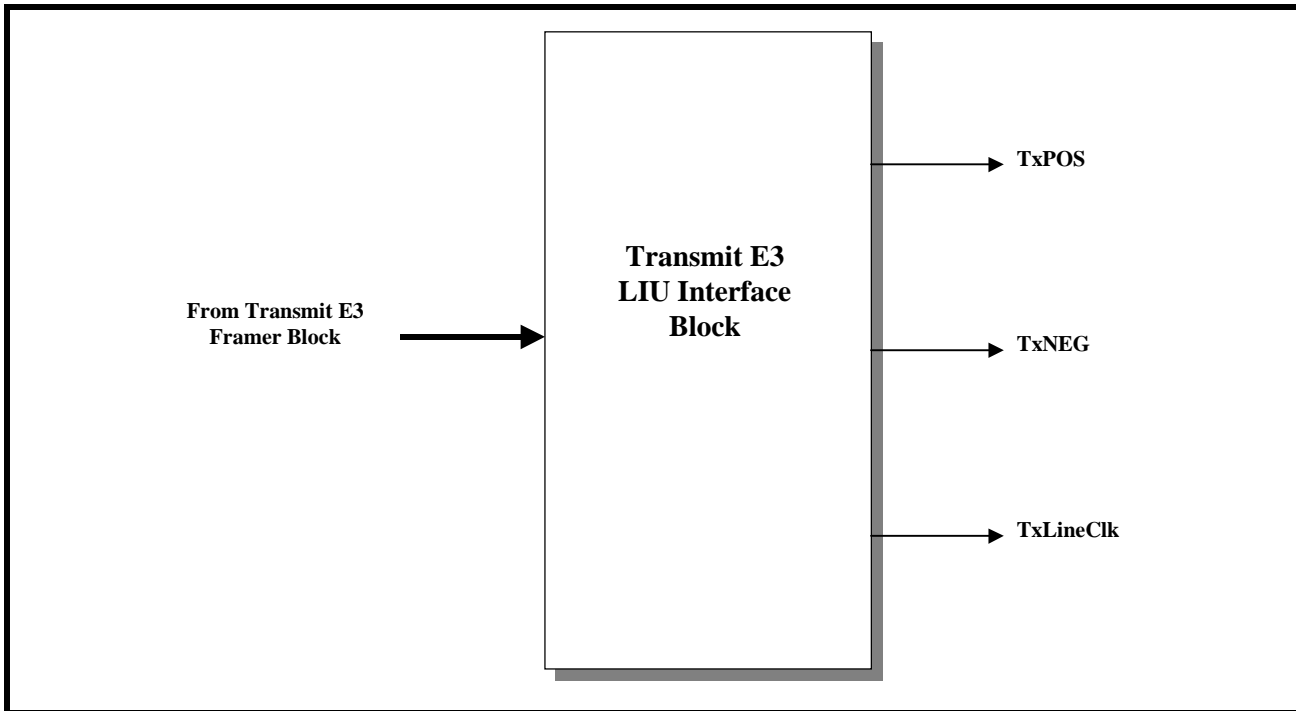 From Transmit E3
Framer Block
Transmit E3
LIU Interface
Block
TxPOS
TxNEG
TxLineClk